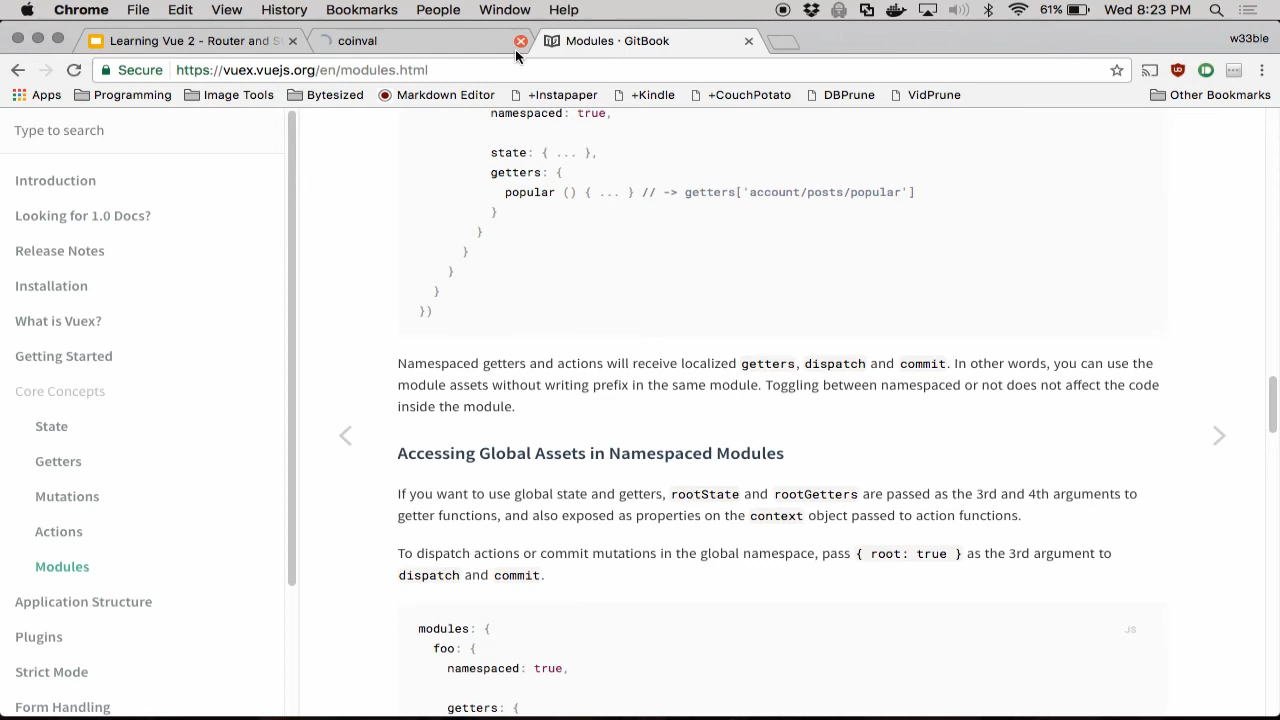 Chrome File Edit View History Bookmarks People Window Help 61% Wed 8:23 PM
Learning Vue 2 - Router and S coinval Modules · GitBook w33ble
Secure https://vuex.vuejs.org/en/modules.html
Apps Programming Image Tools Bytesized Markdown Editor +Instapaper +Kindle +CouchPotato DBPrune VidPrune Other Bookmarks
Type to search
Introduction
Looking for 1.0 Docs?
Release Notes
Installation
What is Vuex?
Getting Started
Core Concepts
State
Getters
Mutations
Actions
Modules
Application Structure
Plugins
Strict Mode
Form Handling
namespaced: true,
state: { ... },
getters: {
popular () { ... } // -> getters['account/posts/popular']
}
}
}
}
}
})
Namespaced getters and actions will receive localized getters, dispatch and commit. In other words, you can use the
module assets without writing prefix in the same module. Toggling between namespaced or not does not affect the code
inside the module.
Accessing Global Assets in Namespaced Modules
If you want to use global state and getters, rootState and rootGetters are passed as the 3rd and 4th arguments to
getter functions, and also exposed as properties on the context object passed to action functions.
To dispatch actions or commit mutations in the global namespace, pass { root: true } as the 3rd argument to
dispatch and commit.
JS
modules: {
foo: {
namespaced: true,
getters: {